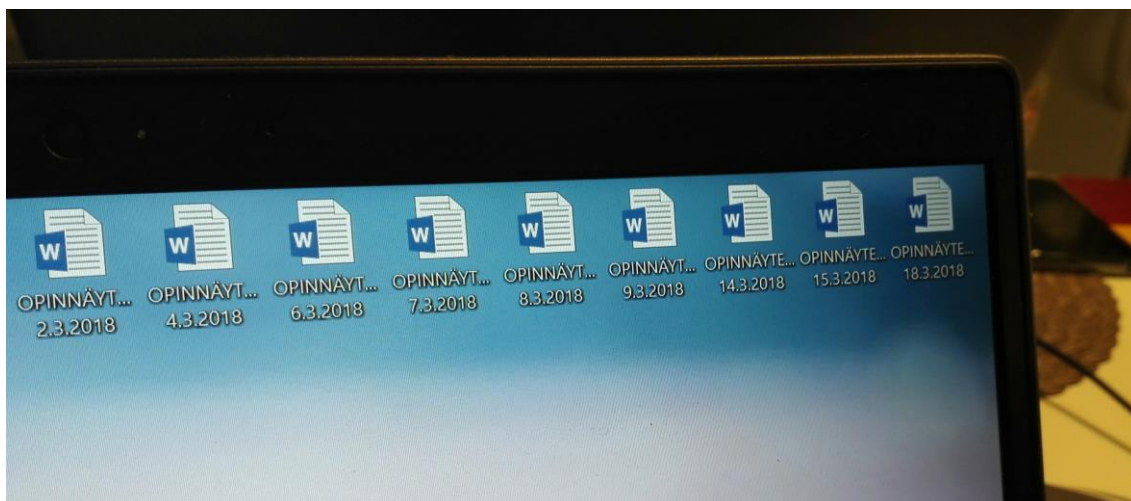 OPINNÄYT...
2.3.2018
OPINNÄYT...
4.3.2018
OPINNÄYT...
6.3.2018
OPINNÄYT...
7.3.2018
OPINNÄYT...
8.3.2018
OPINNÄYT...
9.3.2018
OPINNÄYTE...
14.3.2018
OPINNÄYTE...
15.3.2018
OPINNÄYTE...
18.3.2018